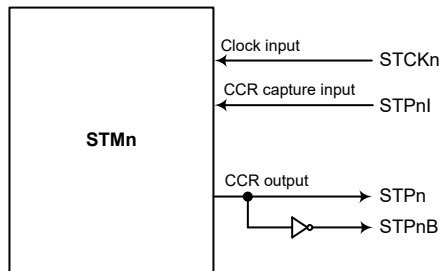 Clock input
STCKn
CCR capture input
STPnI
STMn
CCR output
STPn
STPnB